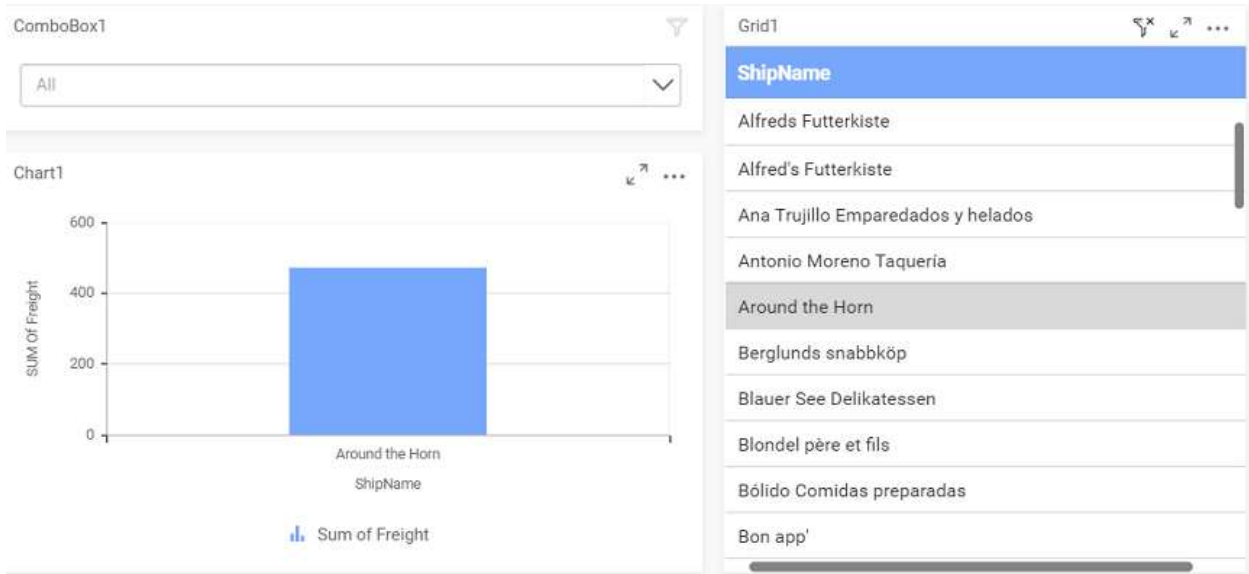 ComboBox1
All
Chart1
600
400
200
0
SUM Of Freight
Around the Horn
ShipName
Sum of Freight
Grid1
ShipName
Alfreds Futterkiste
Alfred's Futterkiste
Ana Trujillo Emparedados y helados
Antonio Moreno Taquería
Around the Horn
Berglunds snabbköp
Blauer See Delikatessen
Blondel père et fils
Bólido Comidas preparadas
Bon app'